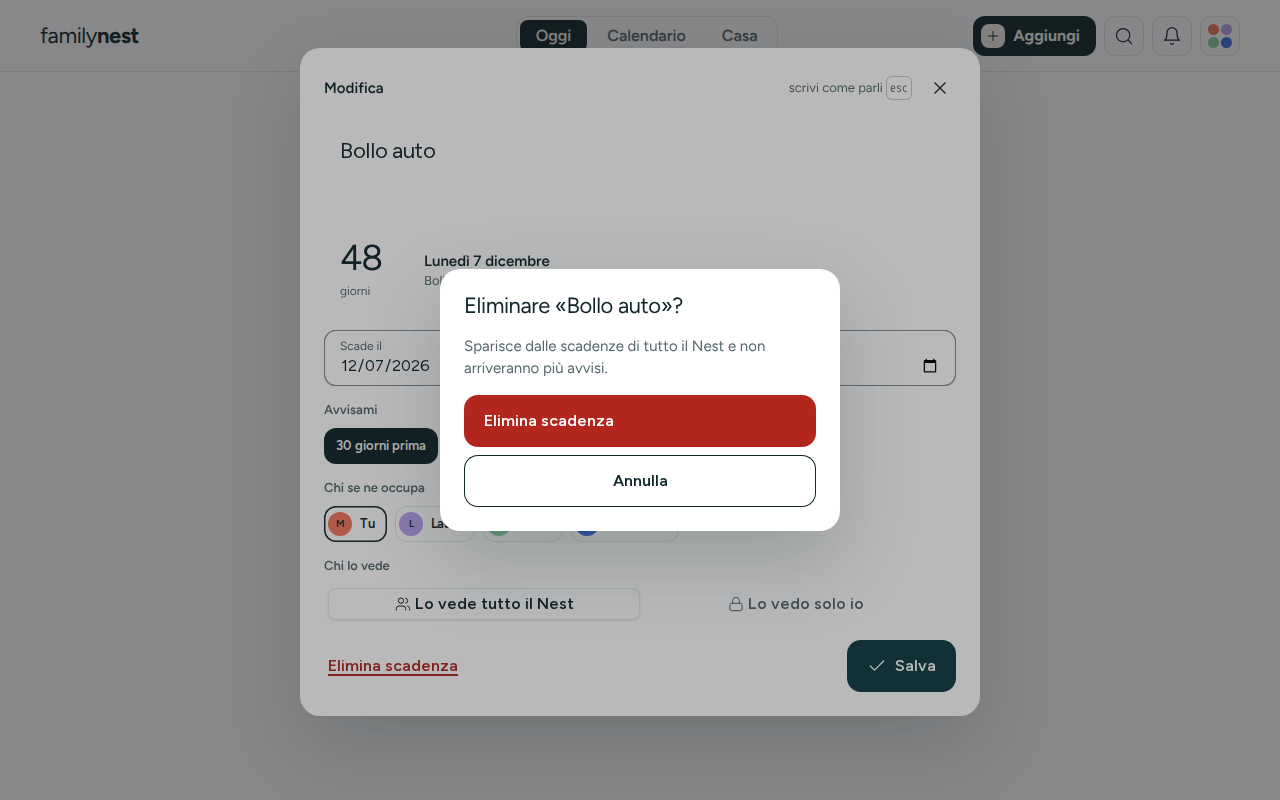 familynest
Oggi
Calendario
Casa
Aggiungi
Modifica
scrivi come parli esc
Bollo auto
48
giorni
Lunedì 7 dicembre
Eliminare «Bollo auto»?
Sparisce dalle scadenze di tutto il Nest e non
arriveranno più avvisi.
Elimina scadenza
Annulla
Scade il
12/07/2026
Avvisami
30 giorni prima
Chi se ne occupa
M Tu
L
Chi lo vede
Lo vede tutto il Nest
Lo vedo solo io
Elimina scadenza
Salva